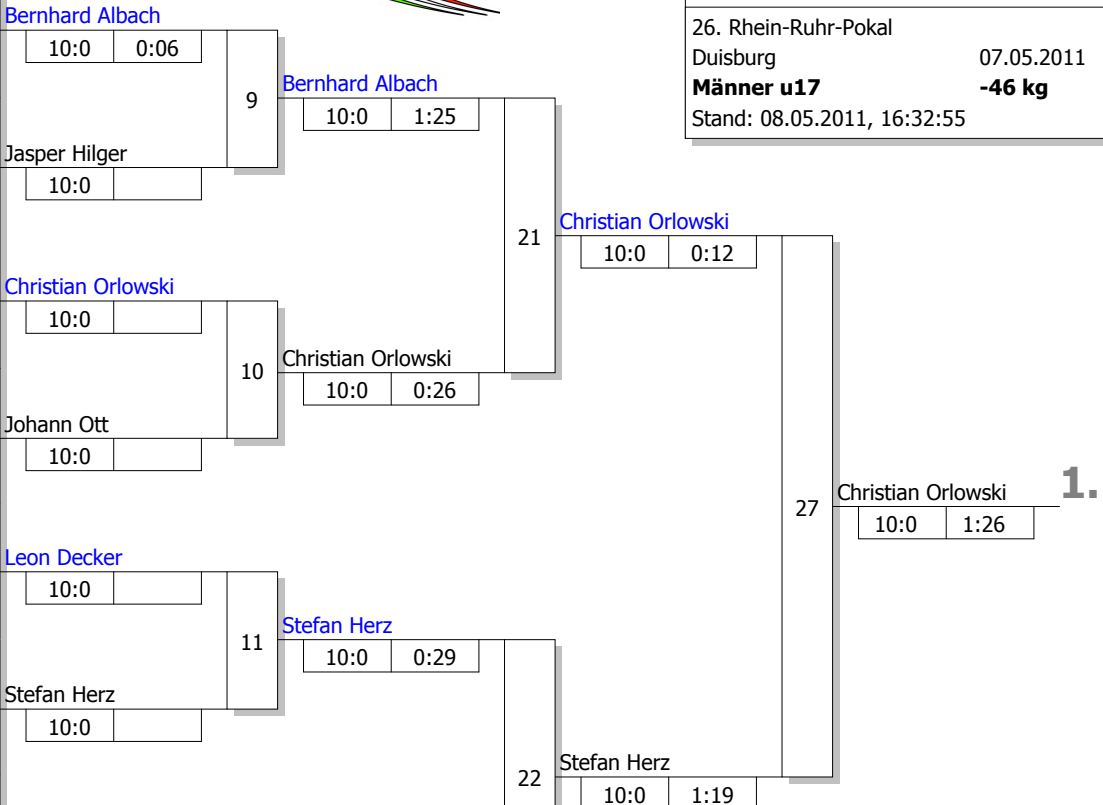 Bernhard Albach
10:0 0:06
9
Jasper Hilger
10:0
Bernhard Albach
10:0 1:25
Christian Orlowski
10:0
10
Johann Ott
10:0
Christian Orlowski
10:0 0:26
21
Christian Orlowski
10:0 0:12
Leon Decker
10:0
11
Stefan Herz
10:0
Stefan Herz
10:0 0:29
22
Stefan Herz
10:0 1:19
27
Christian Orlowski 1.
10:0 1:26
26. Rhein-Ruhr-Pokal
Duisburg 07.05.2011
Männer u17 -46 kg
Stand: 08.05.2011, 16:32:55